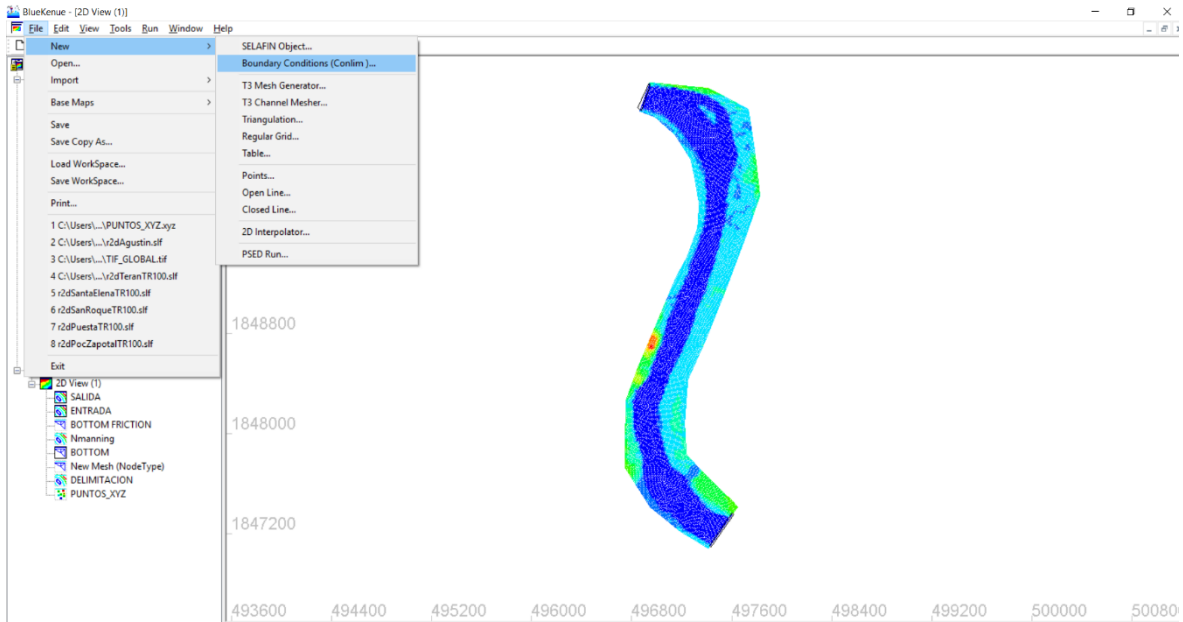 BlueKenue - [2D View (1)]
File Edit View Tools Run Window Help
New
Open...
Import
Base Maps
Save
Save Copy As...
Load WorkSpace...
Save WorkSpace...
Print...
1 C:\Users\...\PUNTOS_XYZ.xyz
2 C:\Users\...\r2dAgustin.slf
3 C:\Users\...\TIF_GLOBAL.tif
4 C:\Users\...\r2dTeranTR100.slf
5 r2dSantaElenaTR100.slf
6 r2dSanRoqueTR100.slf
7 r2dPuestaTR100.slf
8 r2dPocZapotalTR100.slf
Exit
SELAFIN Object...
Boundary Conditions (Conlim )...
T3 Mesh Generator...
T3 Channel Mesher...
Triangulation...
Regular Grid...
Table...
Points...
Open Line...
Closed Line...
2D Interpolator...
PSED Run...
2D View (1)
SALIDA
ENTRADA
BOTTOM FRICTION
Nmanning
BOTTOM
New Mesh (NodeType)
DELIMITACION
PUNTOS_XYZ
1848800
1848000
1847200
493600 494400 495200 496000 496800 497600 498400 499200 500000 500800